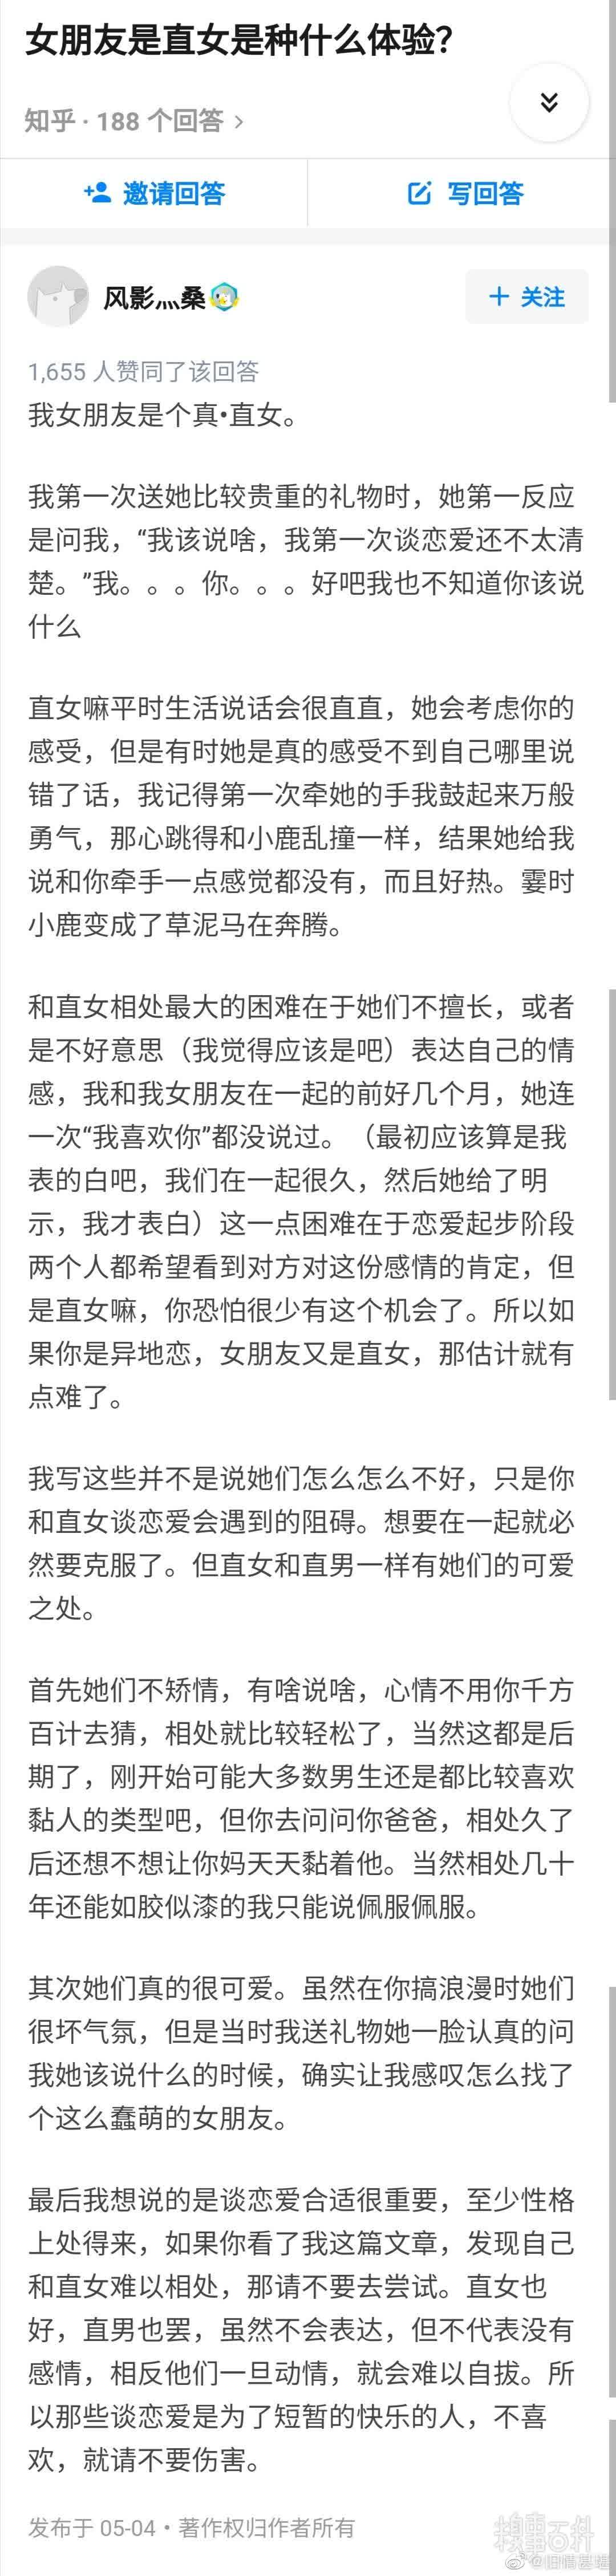 女朋友是直女是种什么体验？
知乎 · 188 个回答 >
邀请回答
写回答
风影灬桑
+ 关注
1,655 人赞同了该回答
我女朋友是个真•直女。
我第一次送她比较贵重的礼物时，她第一反应
是问我，“我该说啥，我第一次谈恋爱还不太清
楚。”我。。。你。。。好吧我也不知道你该说
什么
直女嘛平时生活说话会很直直，她会考虑你的
感受，但是有时她是真的感受不到自己哪里说
错了话，我记得第一次牵她的手我鼓起来万般
勇气，那心跳得和小鹿乱撞一样，结果她给我
说和你牵手一点感觉都没有，而且好热。霎时
小鹿变成了草泥马在奔腾。
和直女相处最大的困难在于她们不擅长，或者
是不好意思（我觉得应该是吧）表达自己的情
感，我和我女朋友在一起的前好几个月，她连
一次“我喜欢你”都没说过。（最初应该算是我
表的白吧，我们在一起很久，然后她给了明
示，我才表白）这一点困难在于恋爱起步阶段
两个人都希望看到对方对这份感情的肯定，但
是直女嘛，你恐怕很少有这个机会了。所以如
果你是异地恋，女朋友又是直女，那估计就有
点难了。
我写这些并不是说她们怎么怎么不好，只是你
和直女谈恋爱会遇到的阻碍。想要在一起就必
然要克服了。但直女和直男一样有她们的可爱
之处。
首先她们不矫情，有啥说啥，心情不用你千方
百计去猜，相处就比较轻松了，当然这都是后
期了，刚开始可能大多数男生还是都比较喜欢
黏人的类型吧，但你去问问你爸爸，相处久了
后还想不想让你妈天天黏着他。当然相处几十
年还能如胶似漆的我只能说佩服佩服。
其次她们真的很可爱。虽然在你搞浪漫时她们
很坏气氛，但是当时我送礼物她一脸认真的问
我她该说什么的时候，确实让我感叹怎么找了
个这么蠢萌的女朋友。
最后我想说的是谈恋爱合适很重要，至少性格
上处得来，如果你看了我这篇文章，发现自己
和直女难以相处，那请不要去尝试。直女也
好，直男也罢，虽然不会表达，但不代表没有
感情，相反他们一旦动情，就会难以自拔。所
以那些谈恋爱是为了短暂的快乐的人，不喜
欢，就请不要伤害。
发布于 05-04 • 著作权归作者所有